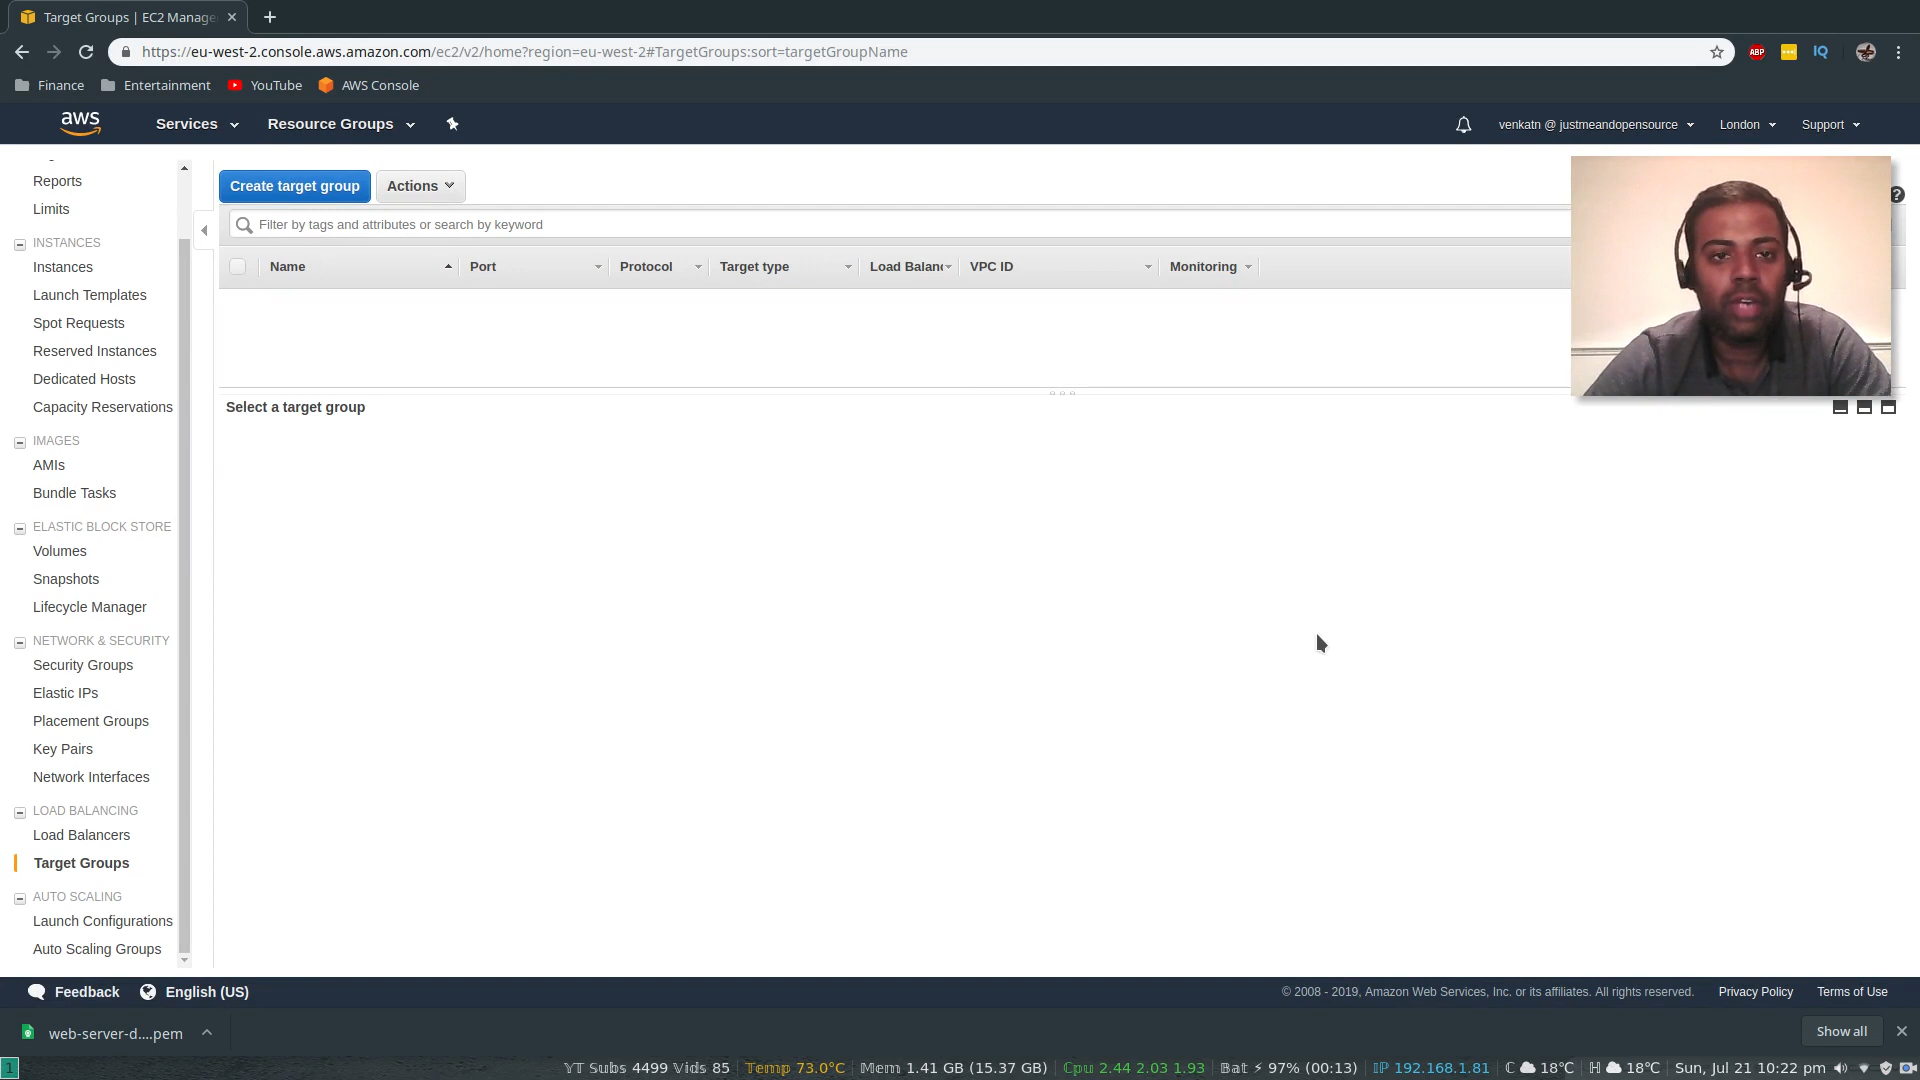 Target Groups | EC2 Manage
https://eu-west-2.console.aws.amazon.com/ec2/v2/home?region=eu-west-2#TargetGroups:sort=targetGroupName
ABP
IQ
Finance
Entertainment
YouTube
AWS Console
aws
Services
Resource Groups
venkatn @ justmeandopensource
London
Support
Reports
Limits
INSTANCES
Instances
Launch Templates
Spot Requests
Reserved Instances
Dedicated Hosts
Capacity Reservations
IMAGES
AMIs
Bundle Tasks
ELASTIC BLOCK STORE
Volumes
Snapshots
Lifecycle Manager
NETWORK & SECURITY
Security Groups
Elastic IPs
Placement Groups
Key Pairs
Network Interfaces
LOAD BALANCING
Load Balancers
Target Groups
AUTO SCALING
Launch Configurations
Auto Scaling Groups
Create target group
Actions
Filter by tags and attributes or search by keyword
Name
Port
Protocol
Target type
Load Balanc
VPC ID
Monitoring
Select a target group
Feedback
English (US)
© 2008 - 2019, Amazon Web Services, Inc. or its affiliates. All rights reserved.
Privacy Policy
Terms of Use
web-server-d....pem
Show all
1
YT Subs 4499 Vids 85
Temp 73.0°C
Mem 1.41 GB (15.37 GB)
Cpu 2.44 2.03 1.93
Bat ⚡ 97% (00:13)
IP 192.168.1.81
C 18°C
H 18°C
Sun, Jul 21 10:22 pm